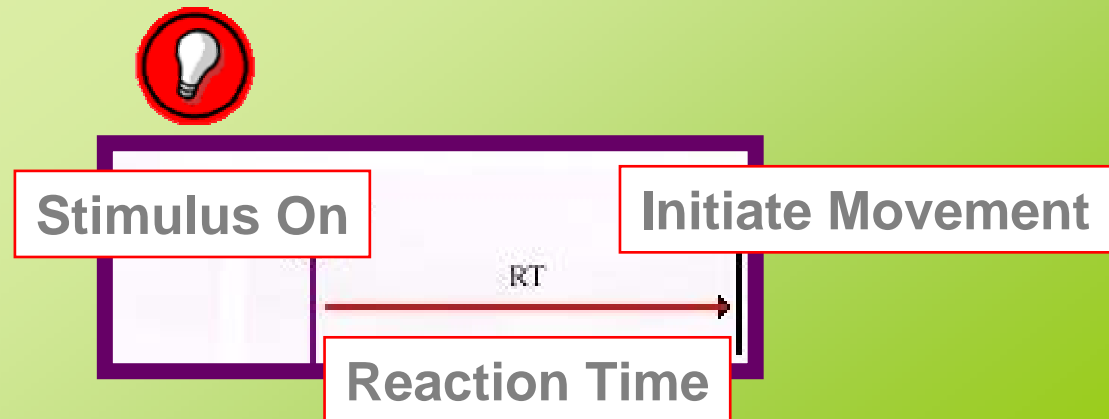 Stimulus On
Initiate Movement
RT
Reaction Time